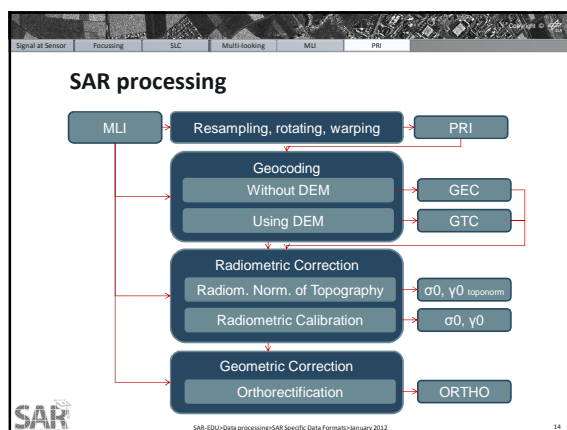 Copyright ©
DLR
Signal at Sensor Focussing SLC Multi-looking MLI PRI
SAR processing
MLI Resampling, rotating, warping PRI
Geocoding
Without DEM GEC
Using DEM GTC
Radiometric Correction
Radiom. Norm. of Topography σ0, γ0 toponorm
Radiometric Calibration σ0, γ0
Geometric Correction
Orthorectification ORTHO
SAR
SAR-EDU>Data processing>SAR Specific Data Formats>January 2012 14